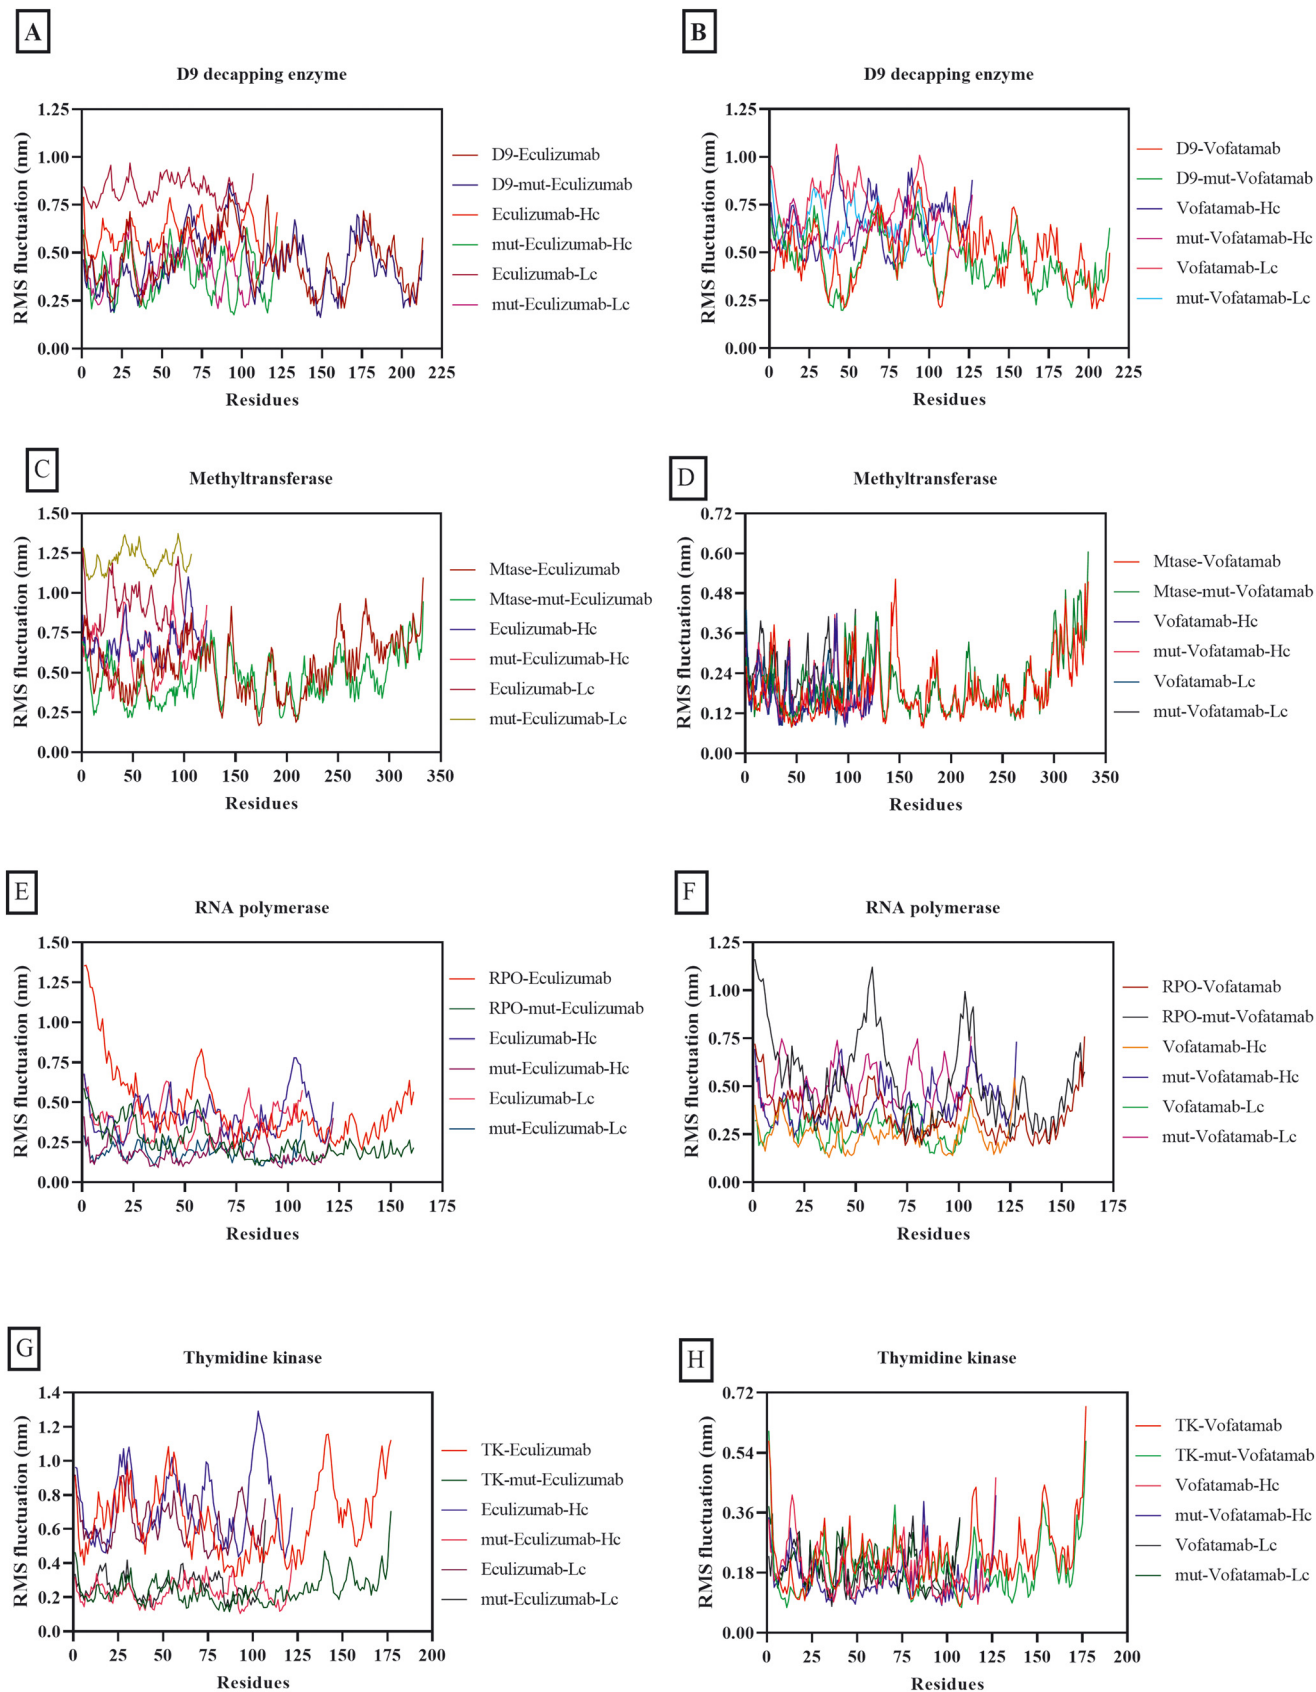 A
D9 decapping enzyme
RMS fluctuation (nm)
1.25
1.00
0.75
0.50
0.25
0.00
0 25 50 75 100 125 150 175 200 225
Residues
D9-Eculizumab
D9-mut-Eculizumab
Eculizumab-Hc
mut-Eculizumab-Hc
Eculizumab-Lc
mut-Eculizumab-Lc
B
D9 decapping enzyme
RMS fluctuation (nm)
1.25
1.00
0.75
0.50
0.25
0.00
0 25 50 75 100 125 150 175 200 225
Residues
D9-Vofatamab
D9-mut-Vofatamab
Vofatamab-Hc
mut-Vofatamab-Hc
Vofatamab-Lc
mut-Vofatamab-Lc
C
Methyltransferase
RMS fluctuation (nm)
1.50
1.25
1.00
0.75
0.50
0.25
0.00
0 50 100 150 200 250 300 350
Residues
Mtase-Eculizumab
Mtase-mut-Eculizumab
Eculizumab-Hc
mut-Eculizumab-Hc
Eculizumab-Lc
mut-Eculizumab-Lc
D
Methyltransferase
RMS fluctuation (nm)
0.72
0.60
0.48
0.36
0.24
0.12
0.00
0 50 100 150 200 250 300 350
Residues
Mtase-Vofatamab
Mtase-mut-Vofatamab
Vofatamab-Hc
mut-Vofatamab-Hc
Vofatamab-Lc
mut-Vofatamab-Lc
E
RNA polymerase
RMS fluctuation (nm)
1.50
1.25
1.00
0.75
0.50
0.25
0.00
0 25 50 75 100 125 150 175
Residues
RPO-Eculizumab
RPO-mut-Eculizumab
Eculizumab-Hc
mut-Eculizumab-Hc
Eculizumab-Lc
mut-Eculizumab-Lc
F
RNA polymerase
RMS fluctuation (nm)
1.25
1.00
0.75
0.50
0.25
0.00
0 25 50 75 100 125 150 175
Residues
RPO-Vofatamab
RPO-mut-Vofatamab
Vofatamab-Hc
mut-Vofatamab-Hc
Vofatamab-Lc
mut-Vofatamab-Lc
G
Thymidine kinase
RMS fluctuation (nm)
1.4
1.2
1.0
0.8
0.6
0.4
0.2
0.0
0 25 50 75 100 125 150 175 200
Residues
TK-Eculizumab
TK-mut-Eculizumab
Eculizumab-Hc
mut-Eculizumab-Hc
Eculizumab-Lc
mut-Eculizumab-Lc
H
Thymidine kinase
RMS fluctuation (nm)
0.72
0.54
0.36
0.18
0.00
0 25 50 75 100 125 150 175 200
Residues
TK-Vofatamab
TK-mut-Vofatamab
Vofatamab-Hc
mut-Vofatamab-Hc
Vofatamab-Lc
mut-Vofatamab-Lc